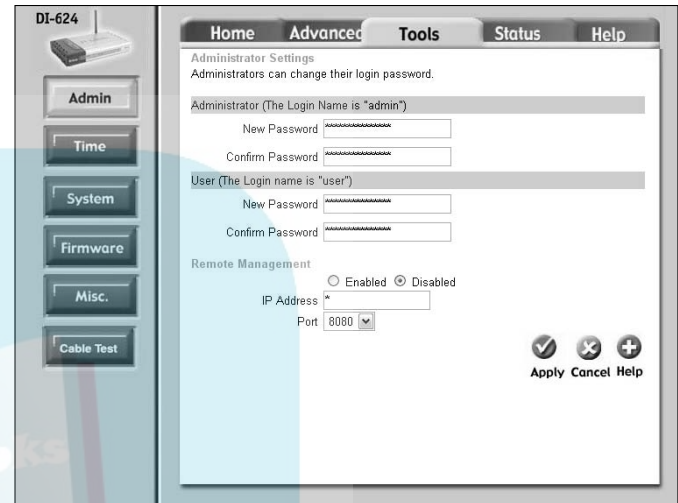 DI-624
Home Advanced Tools Status Help
Admin
Time
System
Firmware
Misc.
Cable Test
Administrator Settings
Administrators can change their login password.
Administrator (The Login Name is "admin")
New Password ***************
Confirm Password ***************
User (The Login name is "user")
New Password ***************
Confirm Password ***************
Remote Management
Enabled Disabled
IP Address *
Port 8080
Apply Cancel Help